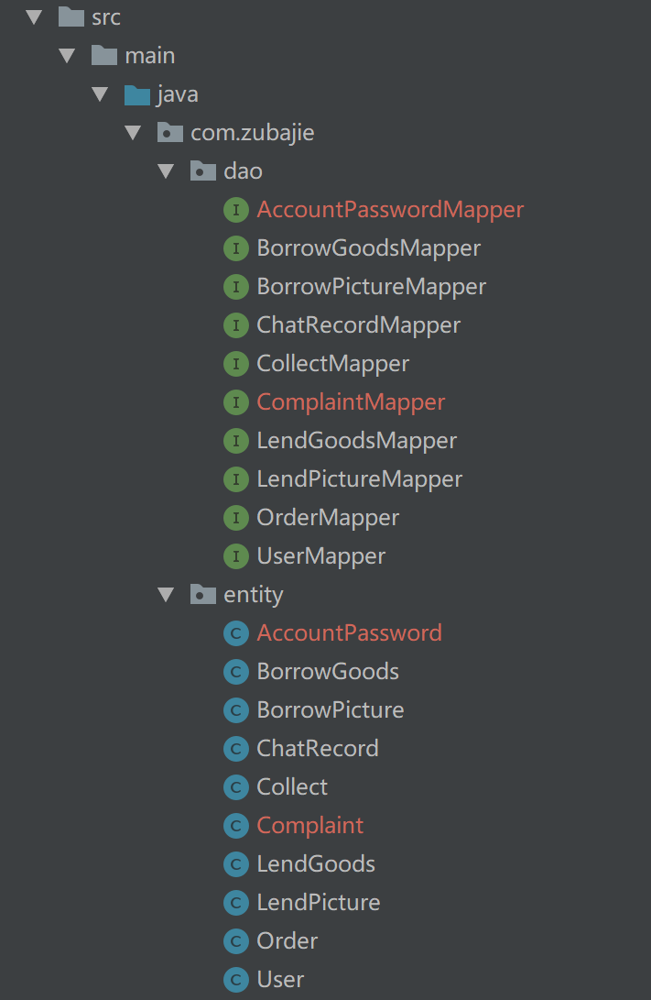 src
main
java
com.zubajie
dao
I AccountPasswordMapper
I BorrowGoodsMapper
I BorrowPictureMapper
I ChatRecordMapper
I CollectMapper
I ComplaintMapper
I LendGoodsMapper
I LendPictureMapper
I OrderMapper
I UserMapper
entity
C AccountPassword
C BorrowGoods
C BorrowPicture
C ChatRecord
C Collect
C Complaint
C LendGoods
C LendPicture
C Order
C User